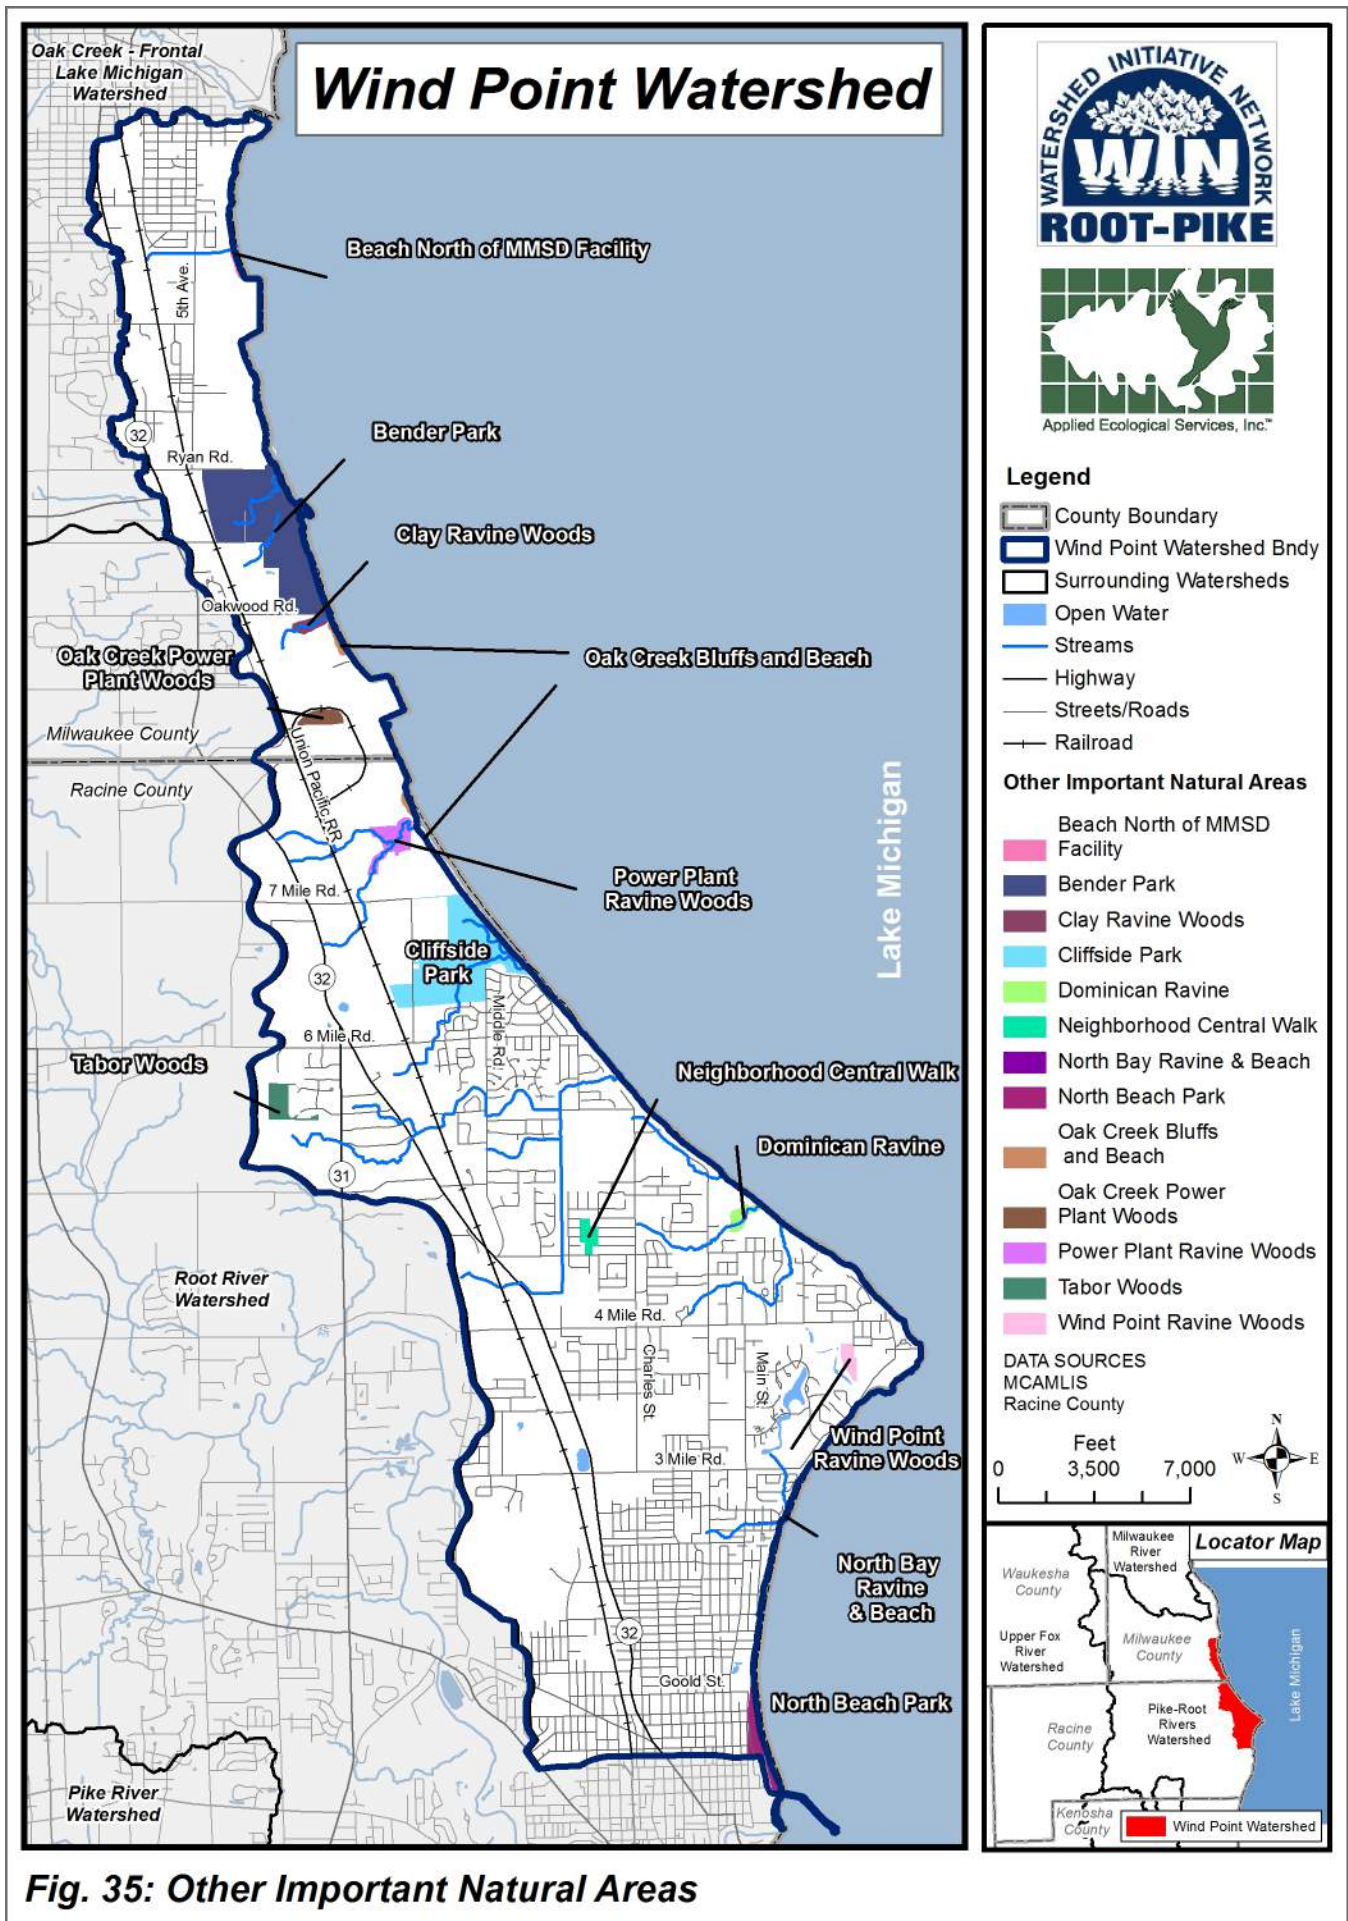 Wind Point Watershed
Oak Creek - Frontal
Lake Michigan
Watershed
Beach North of MMSD Facility
5th Ave.
Bender Park
32
Ryan Rd.
Clay Ravine Woods
Oakwood Rd.
Oak Creek Power
Plant Woods
Oak Creek Bluffs and Beach
Milwaukee County
Racine County
Union Pacific RR
Lake Michigan
7 Mile Rd.
Power Plant
Ravine Woods
Cliffside
Park
32
Middle Rd.
6 Mile Rd.
Tabor Woods
Neighborhood Central Walk
Dominican Ravine
31
Root River
Watershed
4 Mile Rd.
Charles St.
Main St.
Wind Point
Ravine Woods
3 Mile Rd.
North Bay
Ravine
& Beach
32
Goold St.
North Beach Park
Pike River
Watershed
WATERSHED INITIATIVE NETWORK
WIN
ROOT-PIKE
Applied Ecological Services, Inc.™
Legend
County Boundary
Wind Point Watershed Bndy
Surrounding Watersheds
Open Water
Streams
Highway
Streets/Roads
Railroad
Other Important Natural Areas
Beach North of MMSD
Facility
Bender Park
Clay Ravine Woods
Cliffside Park
Dominican Ravine
Neighborhood Central Walk
North Bay Ravine & Beach
North Beach Park
Oak Creek Bluffs
and Beach
Oak Creek Power
Plant Woods
Power Plant Ravine Woods
Tabor Woods
Wind Point Ravine Woods
DATA SOURCES
MCAMLIS
Racine County
Feet
0 3,500 7,000
N
W E
S
Locator Map
Milwaukee
River
Watershed
Waukesha
County
Upper Fox
River
Watershed
Milwaukee
County
Lake Michigan
Racine
County
Pike-Root
Rivers
Watershed
Kenosha
County
Wind Point Watershed
Fig. 35: Other Important Natural Areas